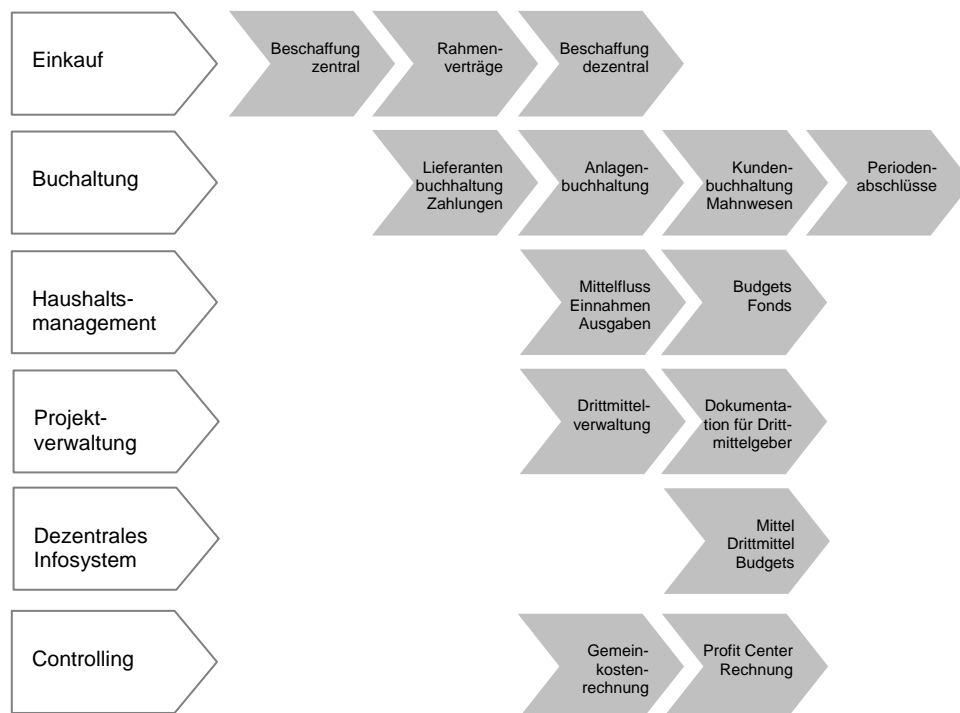 Einkauf
Beschaffung
zentral
Rahmen-
verträge
Beschaffung
dezentral
Buchaltung
Lieferanten
buchhaltung
Zahlungen
Anlagen-
buchhaltung
Kunden-
buchhaltung
Mahnwesen
Perioden-
abschlüsse
Haushalts-
management
Mittelfluss
Einnahmen
Ausgaben
Budgets
Fonds
Projekt-
verwaltung
Drittmittel-
verwaltung
Dokumenta-
tion für Dritt-
mittelgeber
Dezentrales
Infosystem
Mittel
Drittmittel
Budgets
Controlling
Gemein-
kosten-
rechnung
Profit Center
Rechnung